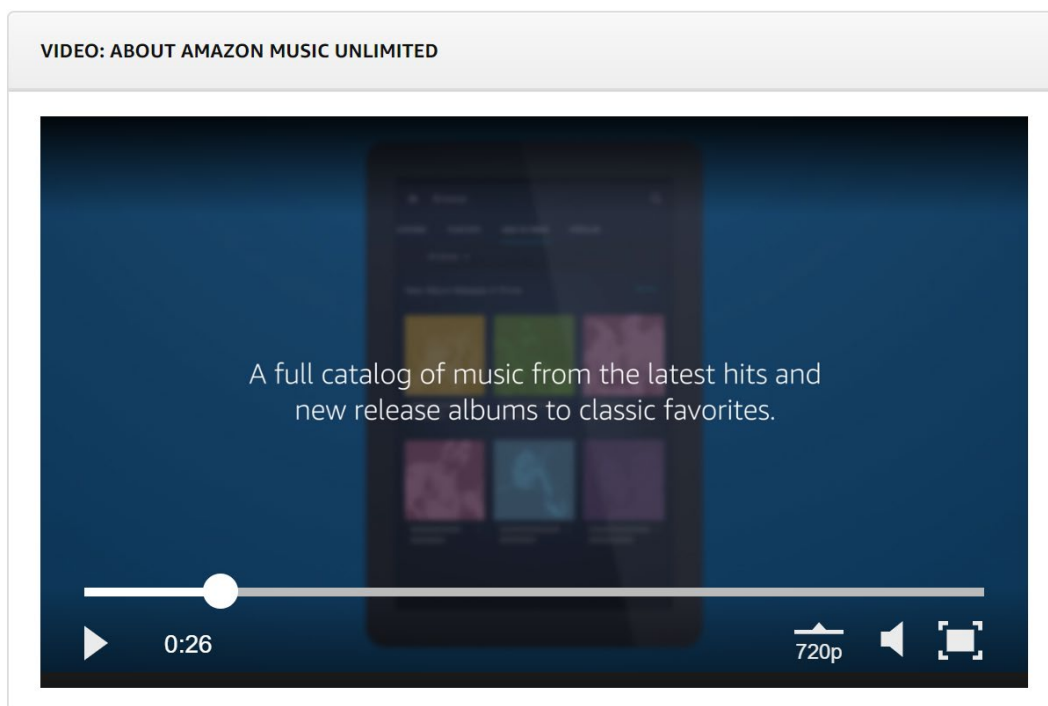 VIDEO: ABOUT AMAZON MUSIC UNLIMITED
A full catalog of music from the latest hits and
new release albums to classic favorites.
0:26
720p